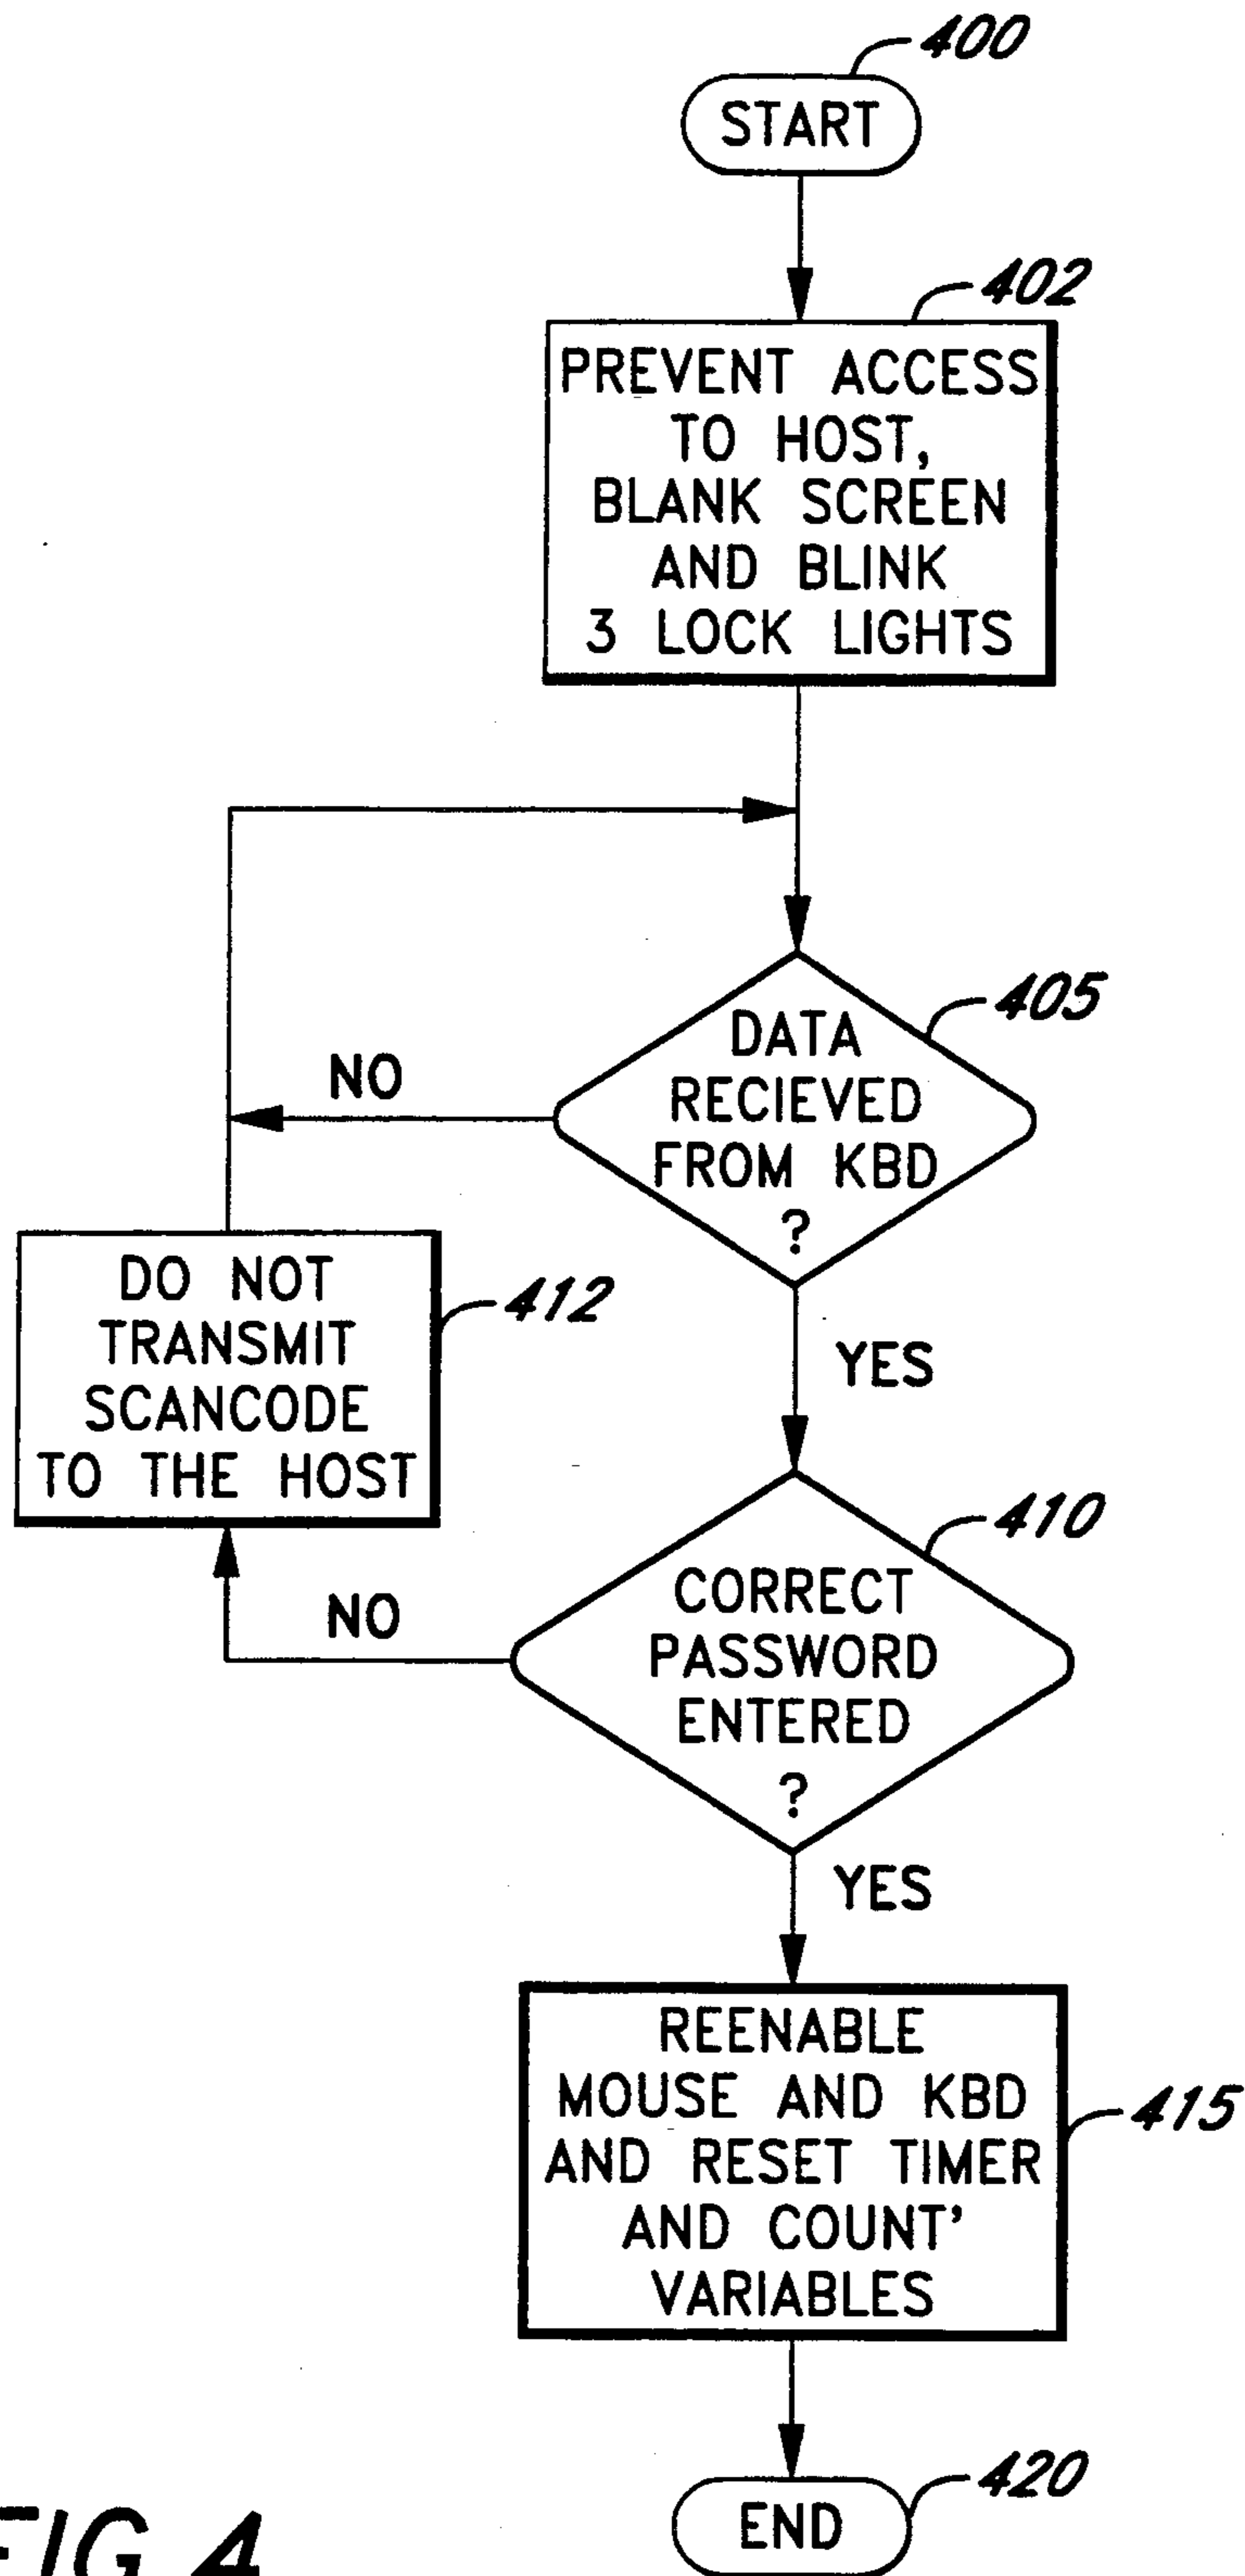 400
START
402
PREVENT ACCESS
TO HOST,
BLANK SCREEN
AND BLINK
3 LOCK LIGHTS
405
DATA
RECIEVED
FROM KBD
?
NO
YES
DO NOT
TRANSMIT
SCANCODE
TO THE HOST
412
410
CORRECT
PASSWORD
ENTERED
?
NO
YES
REENABLE
MOUSE AND KBD
AND RESET TIMER
AND COUNT'
VARIABLES
415
420
END
FIG. 4